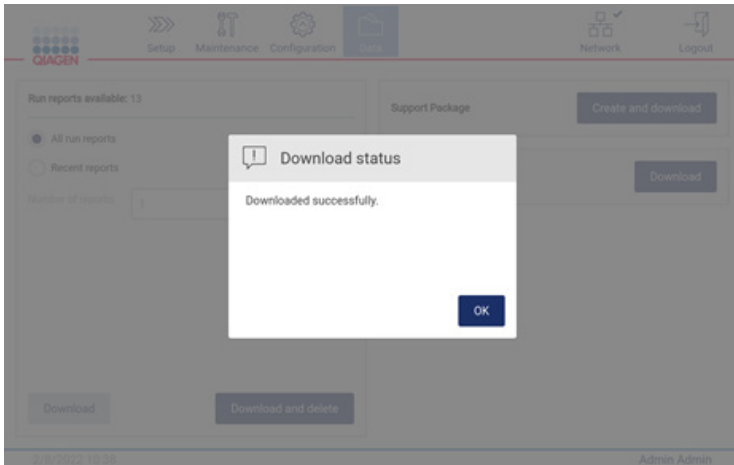 QIAGEN
Setup
Maintenance
Configuration
Data
Network
Logout
Run reports available: 13
All run reports
Recent reports
Number of reports:
1
Support Package
Create and download
Download
Download status
Downloaded successfully.
OK
Download
Download and delete
2/8/2022 10:38
Admin Admin